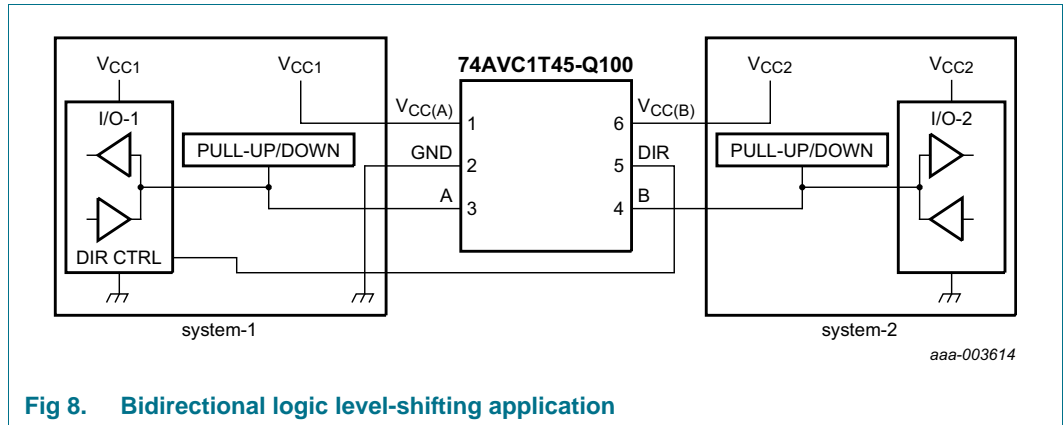 74AVC1T45-Q100
VCC1
VCC1
VCC2
VCC2
I/O-1
VCC(A)
VCC(B)
I/O-2
1
6
PULL-UP/DOWN
GND
DIR
PULL-UP/DOWN
2
5
A
B
3
4
DIR CTRL
system-1
system-2
aaa-003614
Fig 8. Bidirectional logic level-shifting application